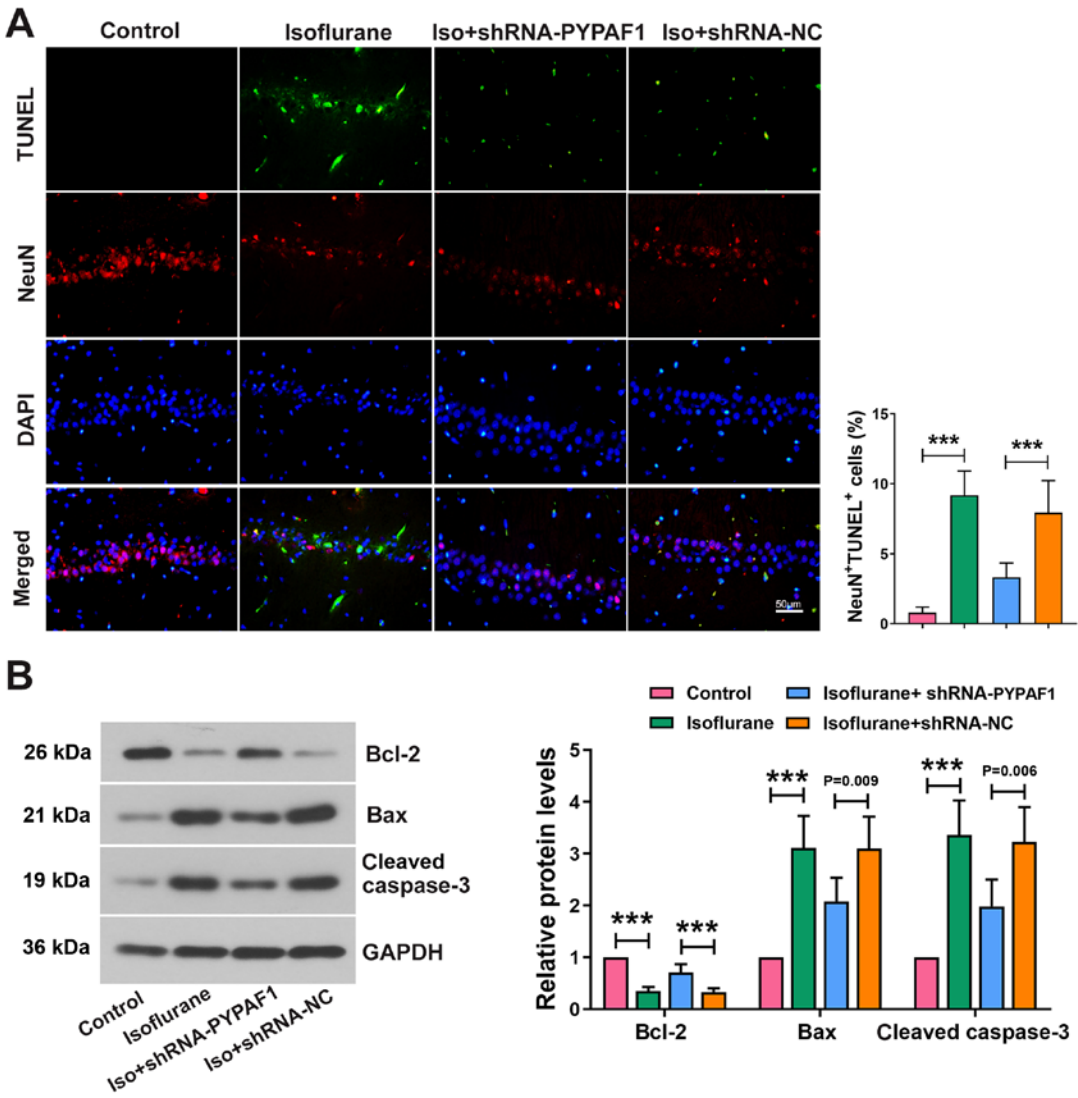 A
Control
Isoflurane
Iso+shRNA-PYPAF1
Iso+shRNA-NC
TUNEL
NeuN
DAPI
Merged
50μm
NeuN⁺TUNEL⁺ cells (%)
15
10
5
0
***
***
B
26 kDa
Bcl-2
21 kDa
Bax
19 kDa
Cleaved
caspase-3
36 kDa
GAPDH
Control
Isoflurane
Iso+shRNA-PYPAF1
Iso+shRNA-NC
Control
Isoflurane+ shRNA-PYPAF1
Isoflurane
Isoflurane+shRNA-NC
Relative protein levels
5
4
3
2
1
0
***
***
***
P=0.009
***
P=0.006
Bcl-2
Bax
Cleaved caspase-3